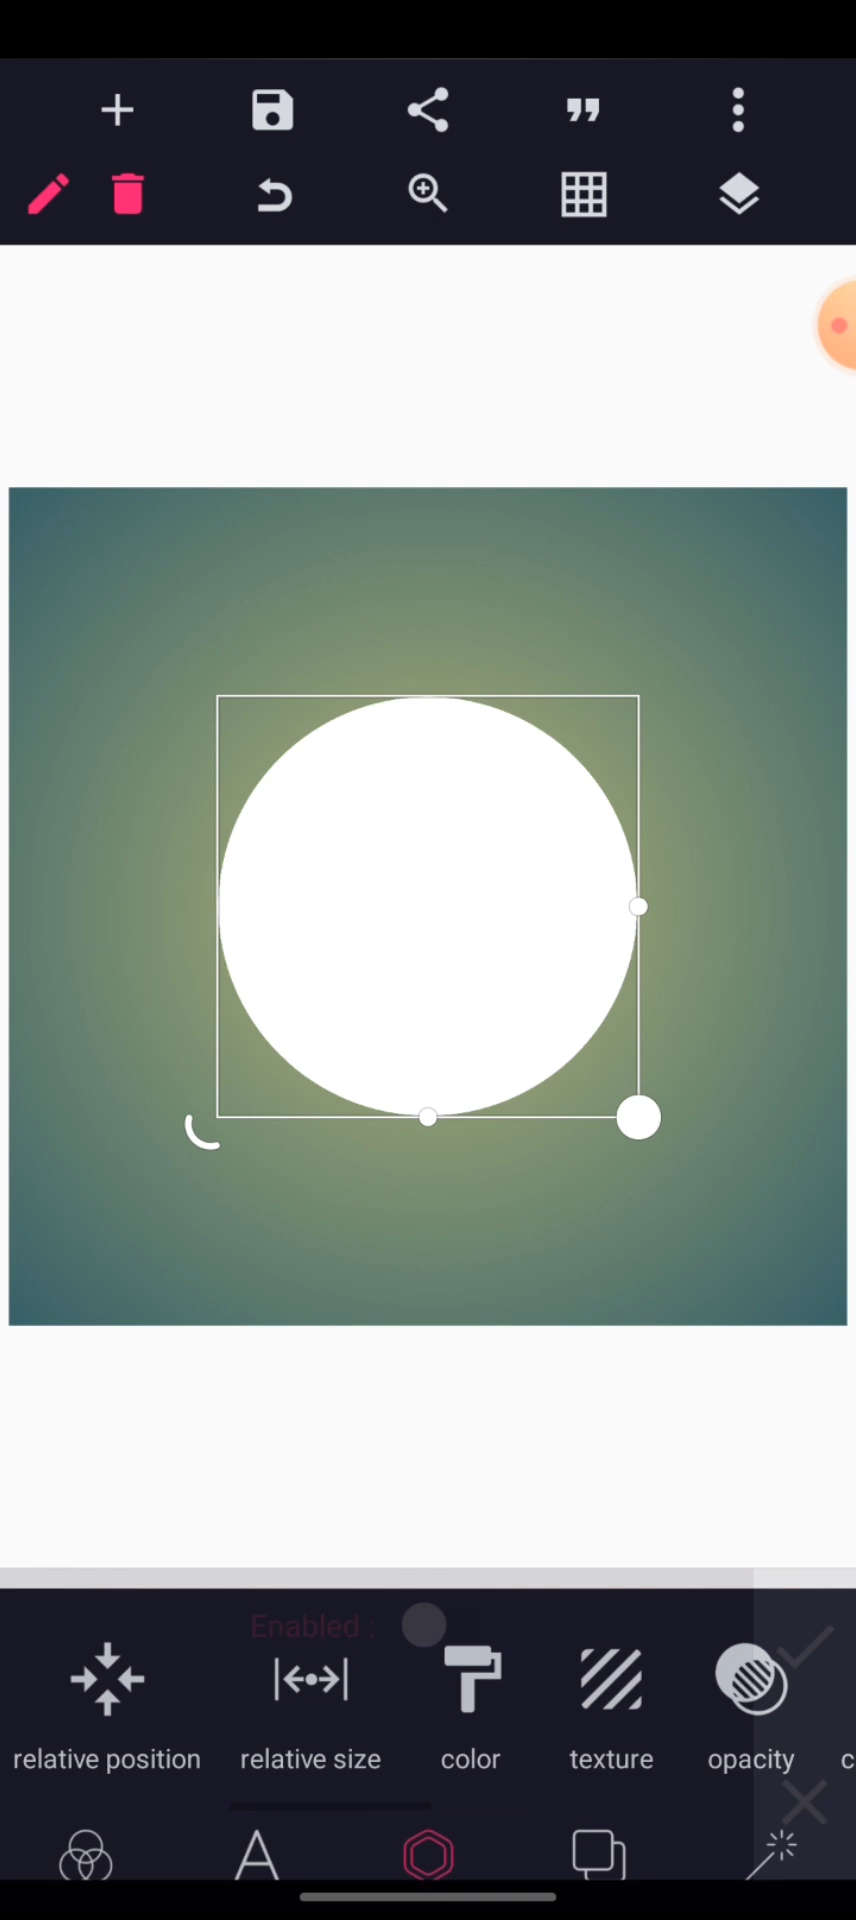 Enabled :
relative position
relative size
color
texture
opacity
c